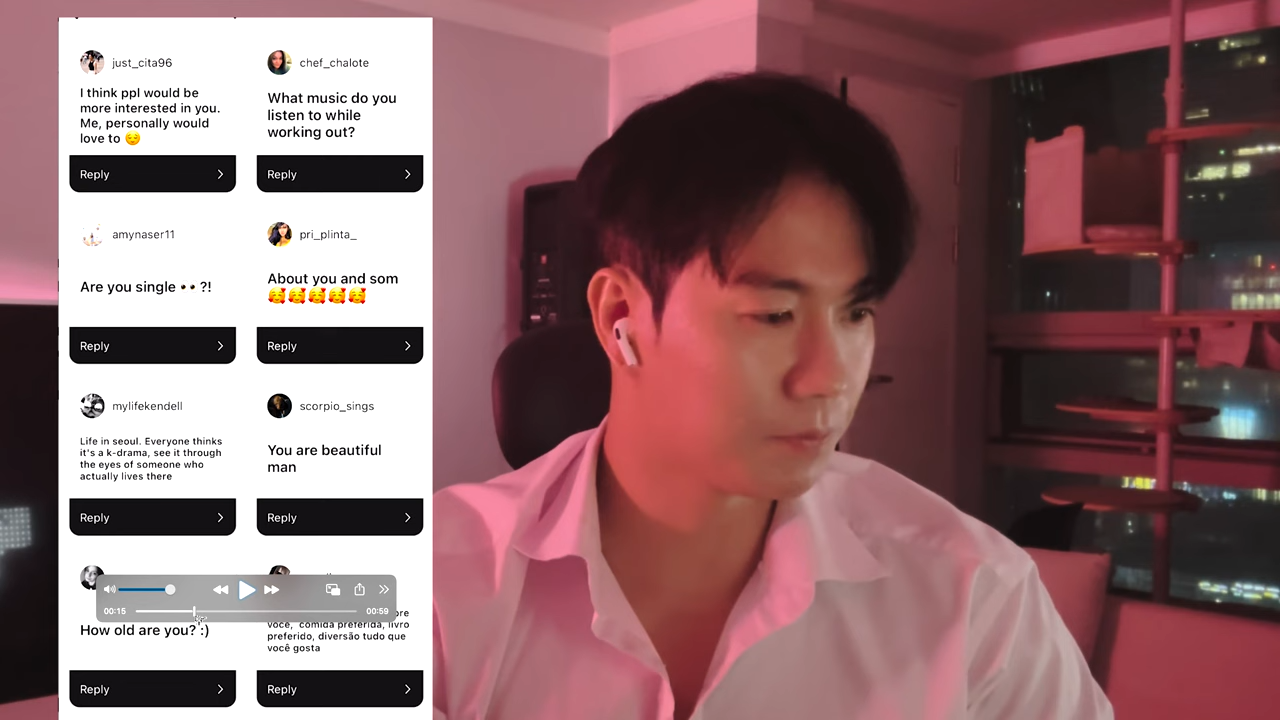 just_cita96
I think ppl would be
more interested in you.
Me, personally would
love to 😌
Reply
chef_chalote
What music do you
listen to while
working out?
Reply
amynaser11
Are you single 👀 ?!
Reply
pri_plinta_
About you and som
🥰🥰🥰🥰🥰
Reply
mylifekendell
Life in seoul. Everyone thinks
it's a k-drama, see it through
the eyes of someone who
actually lives there
Reply
scorpio_sings
You are beautiful
man
Reply
00:15
00:59
How old are you? :)
Reply
você, comida preferida, livro
preferido, diversão tudo que
você gosta
Reply